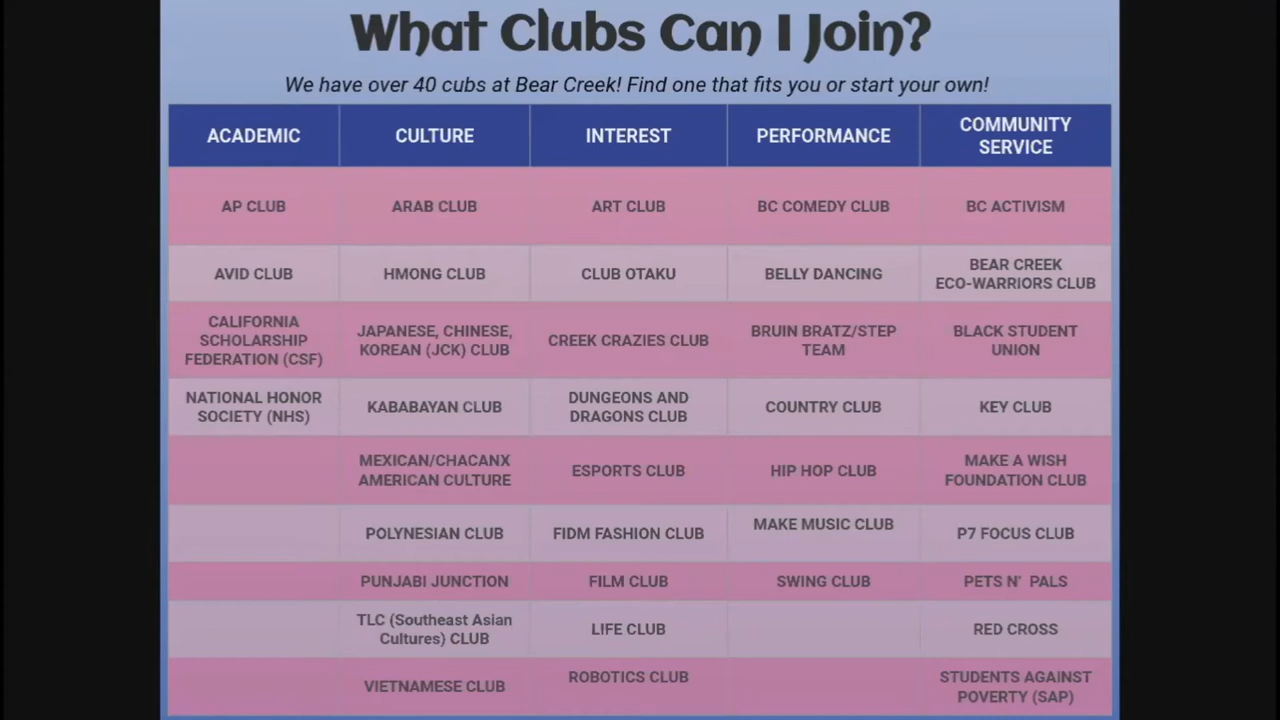 What Clubs Can I Join?
We have over 40 cubs at Bear Creek! Find one that fits you or start your own!
ACADEMIC
CULTURE
INTEREST
PERFORMANCE
COMMUNITY
SERVICE
AP CLUB
ARAB CLUB
ART CLUB
BC COMEDY CLUB
BC ACTIVISM
AVID CLUB
HMONG CLUB
CLUB OTAKU
BELLY DANCING
BEAR CREEK
ECO-WARRIORS CLUB
CALIFORNIA
SCHOLARSHIP
FEDERATION (CSF)
JAPANESE, CHINESE,
KOREAN (JCK) CLUB
CREEK CRAZIES CLUB
BRUIN BRATZ/STEP
TEAM
BLACK STUDENT
UNION
NATIONAL HONOR
SOCIETY (NHS)
KABABAYAN CLUB
DUNGEONS AND
DRAGONS CLUB
COUNTRY CLUB
KEY CLUB
MEXICAN/CHACANX
AMERICAN CULTURE
ESPORTS CLUB
HIP HOP CLUB
MAKE A WISH
FOUNDATION CLUB
POLYNESIAN CLUB
FIDM FASHION CLUB
MAKE MUSIC CLUB
P7 FOCUS CLUB
PUNJABI JUNCTION
FILM CLUB
SWING CLUB
PETS N' PALS
TLC (Southeast Asian
Cultures) CLUB
LIFE CLUB
RED CROSS
VIETNAMESE CLUB
ROBOTICS CLUB
STUDENTS AGAINST
POVERTY (SAP)